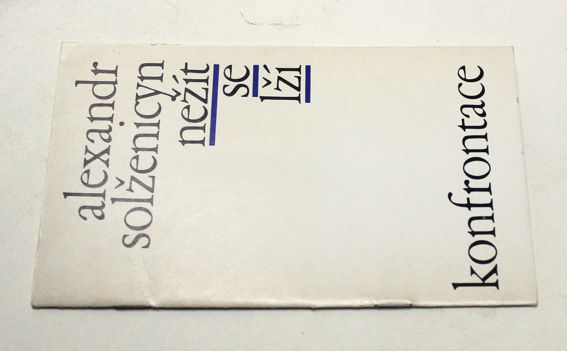 alexandr
solženicyn
nežít
se
lží
konfrontace